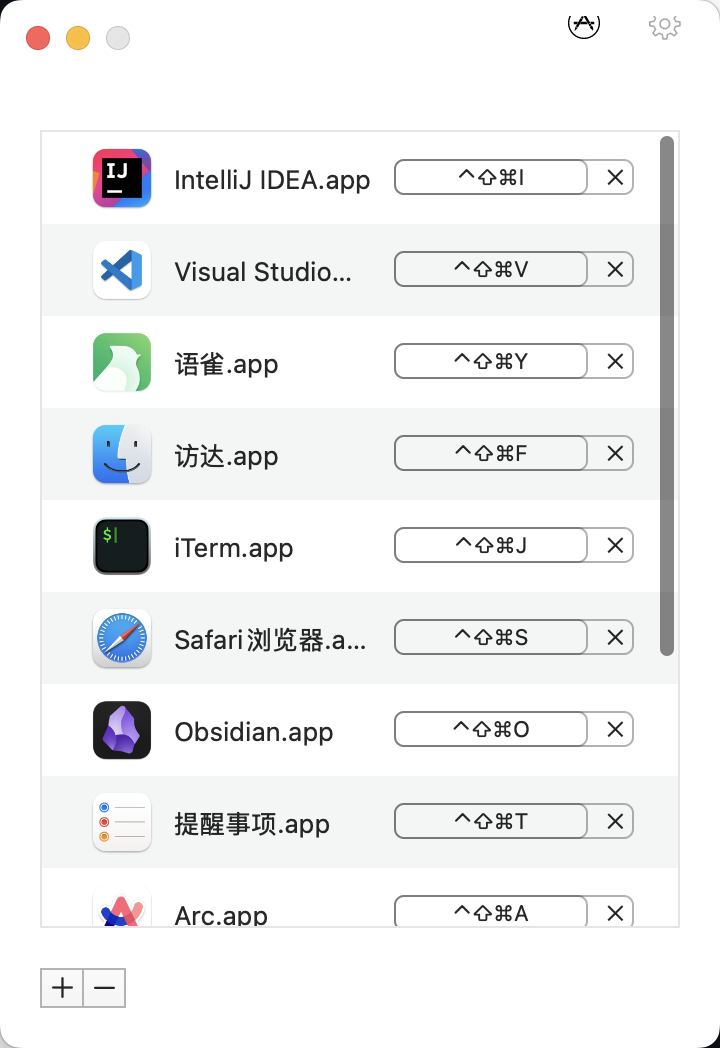 IJ
IntelliJ IDEA.app ⌃⇧⌘I ×
Visual Studio... ⌃⇧⌘V ×
语雀.app ⌃⇧⌘Y ×
访达.app ⌃⇧⌘F ×
$
iTerm.app ⌃⇧⌘J ×
Safari浏览器.a... ⌃⇧⌘S ×
Obsidian.app ⌃⇧⌘O ×
提醒事项.app ⌃⇧⌘T ×
Arc.app ⌃⇧⌘A ×
+ −